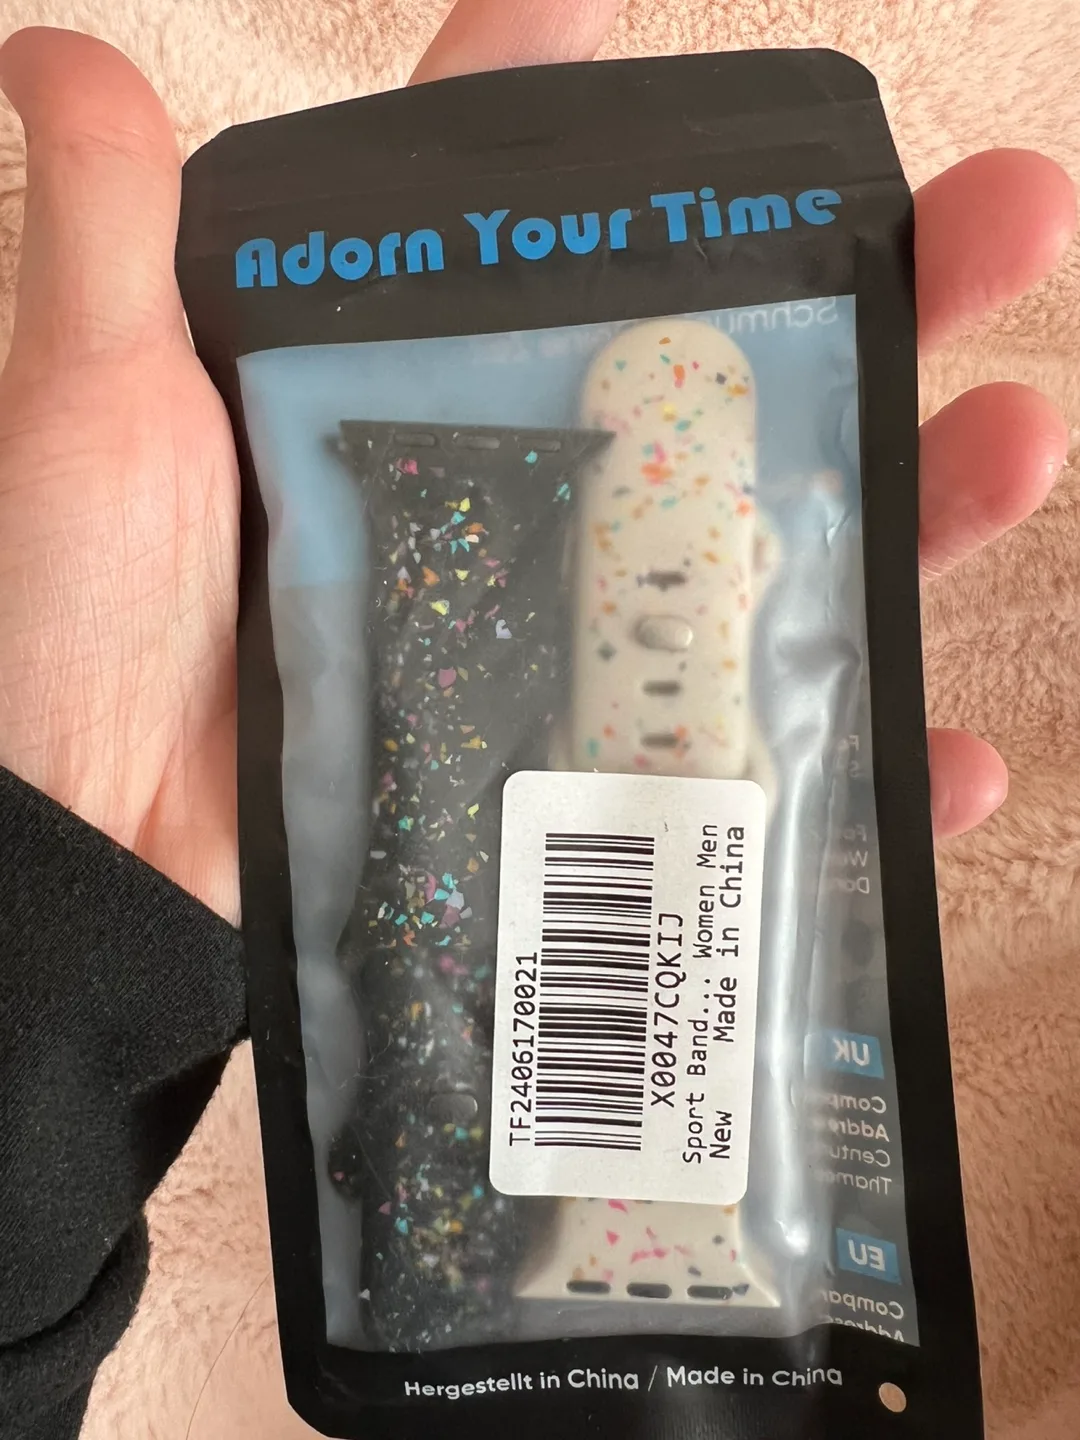 Adorn Your Time
TF2406170021
X0047CQKIJ
Sport Band... Women Men
New Made in China
UK
EU
Hergestellt in China / Made in China